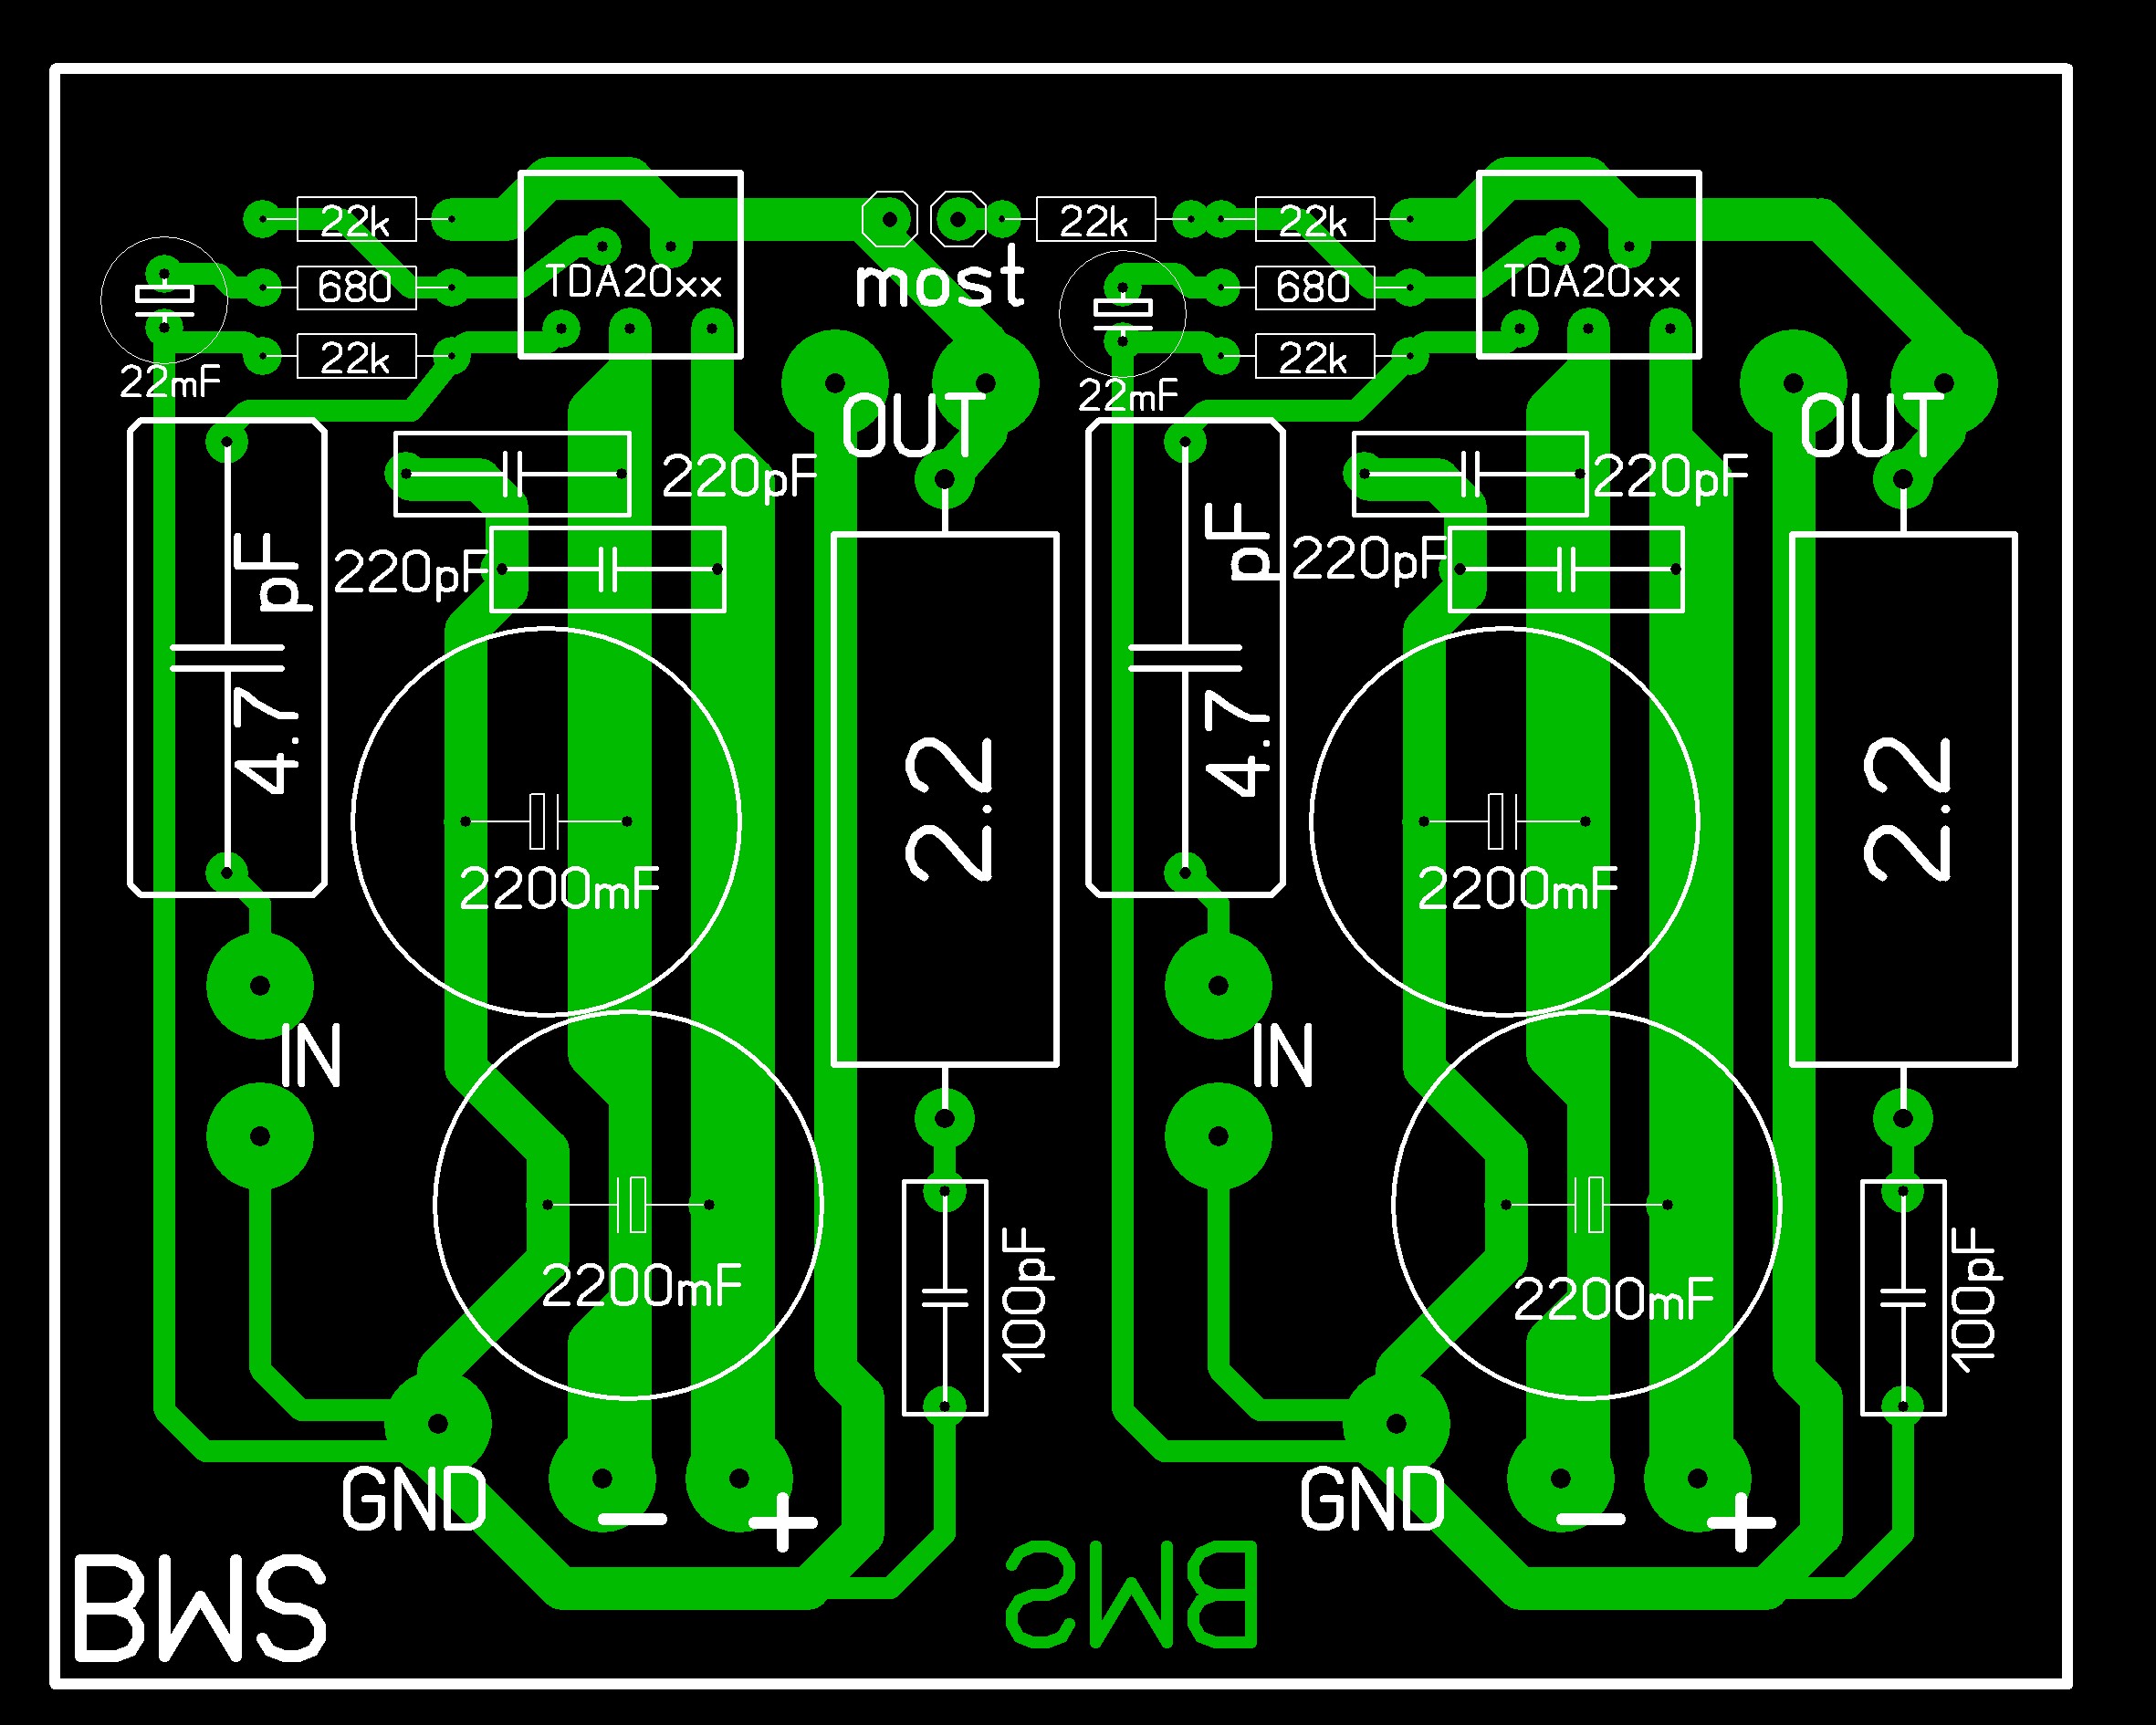 22k
680
22k
22mF
TDA20xx
most
22k
22k
680
22k
22mF
TDA20xx
OUT
OUT
220pF
220pF
220pF
220pF
4.7 pF
4.7 pF
2.2
2.2
2200mF
2200mF
IN
IN
2200mF
2200mF
100pF
100pF
GND
−
+
GND
−
+
BWS
BWS